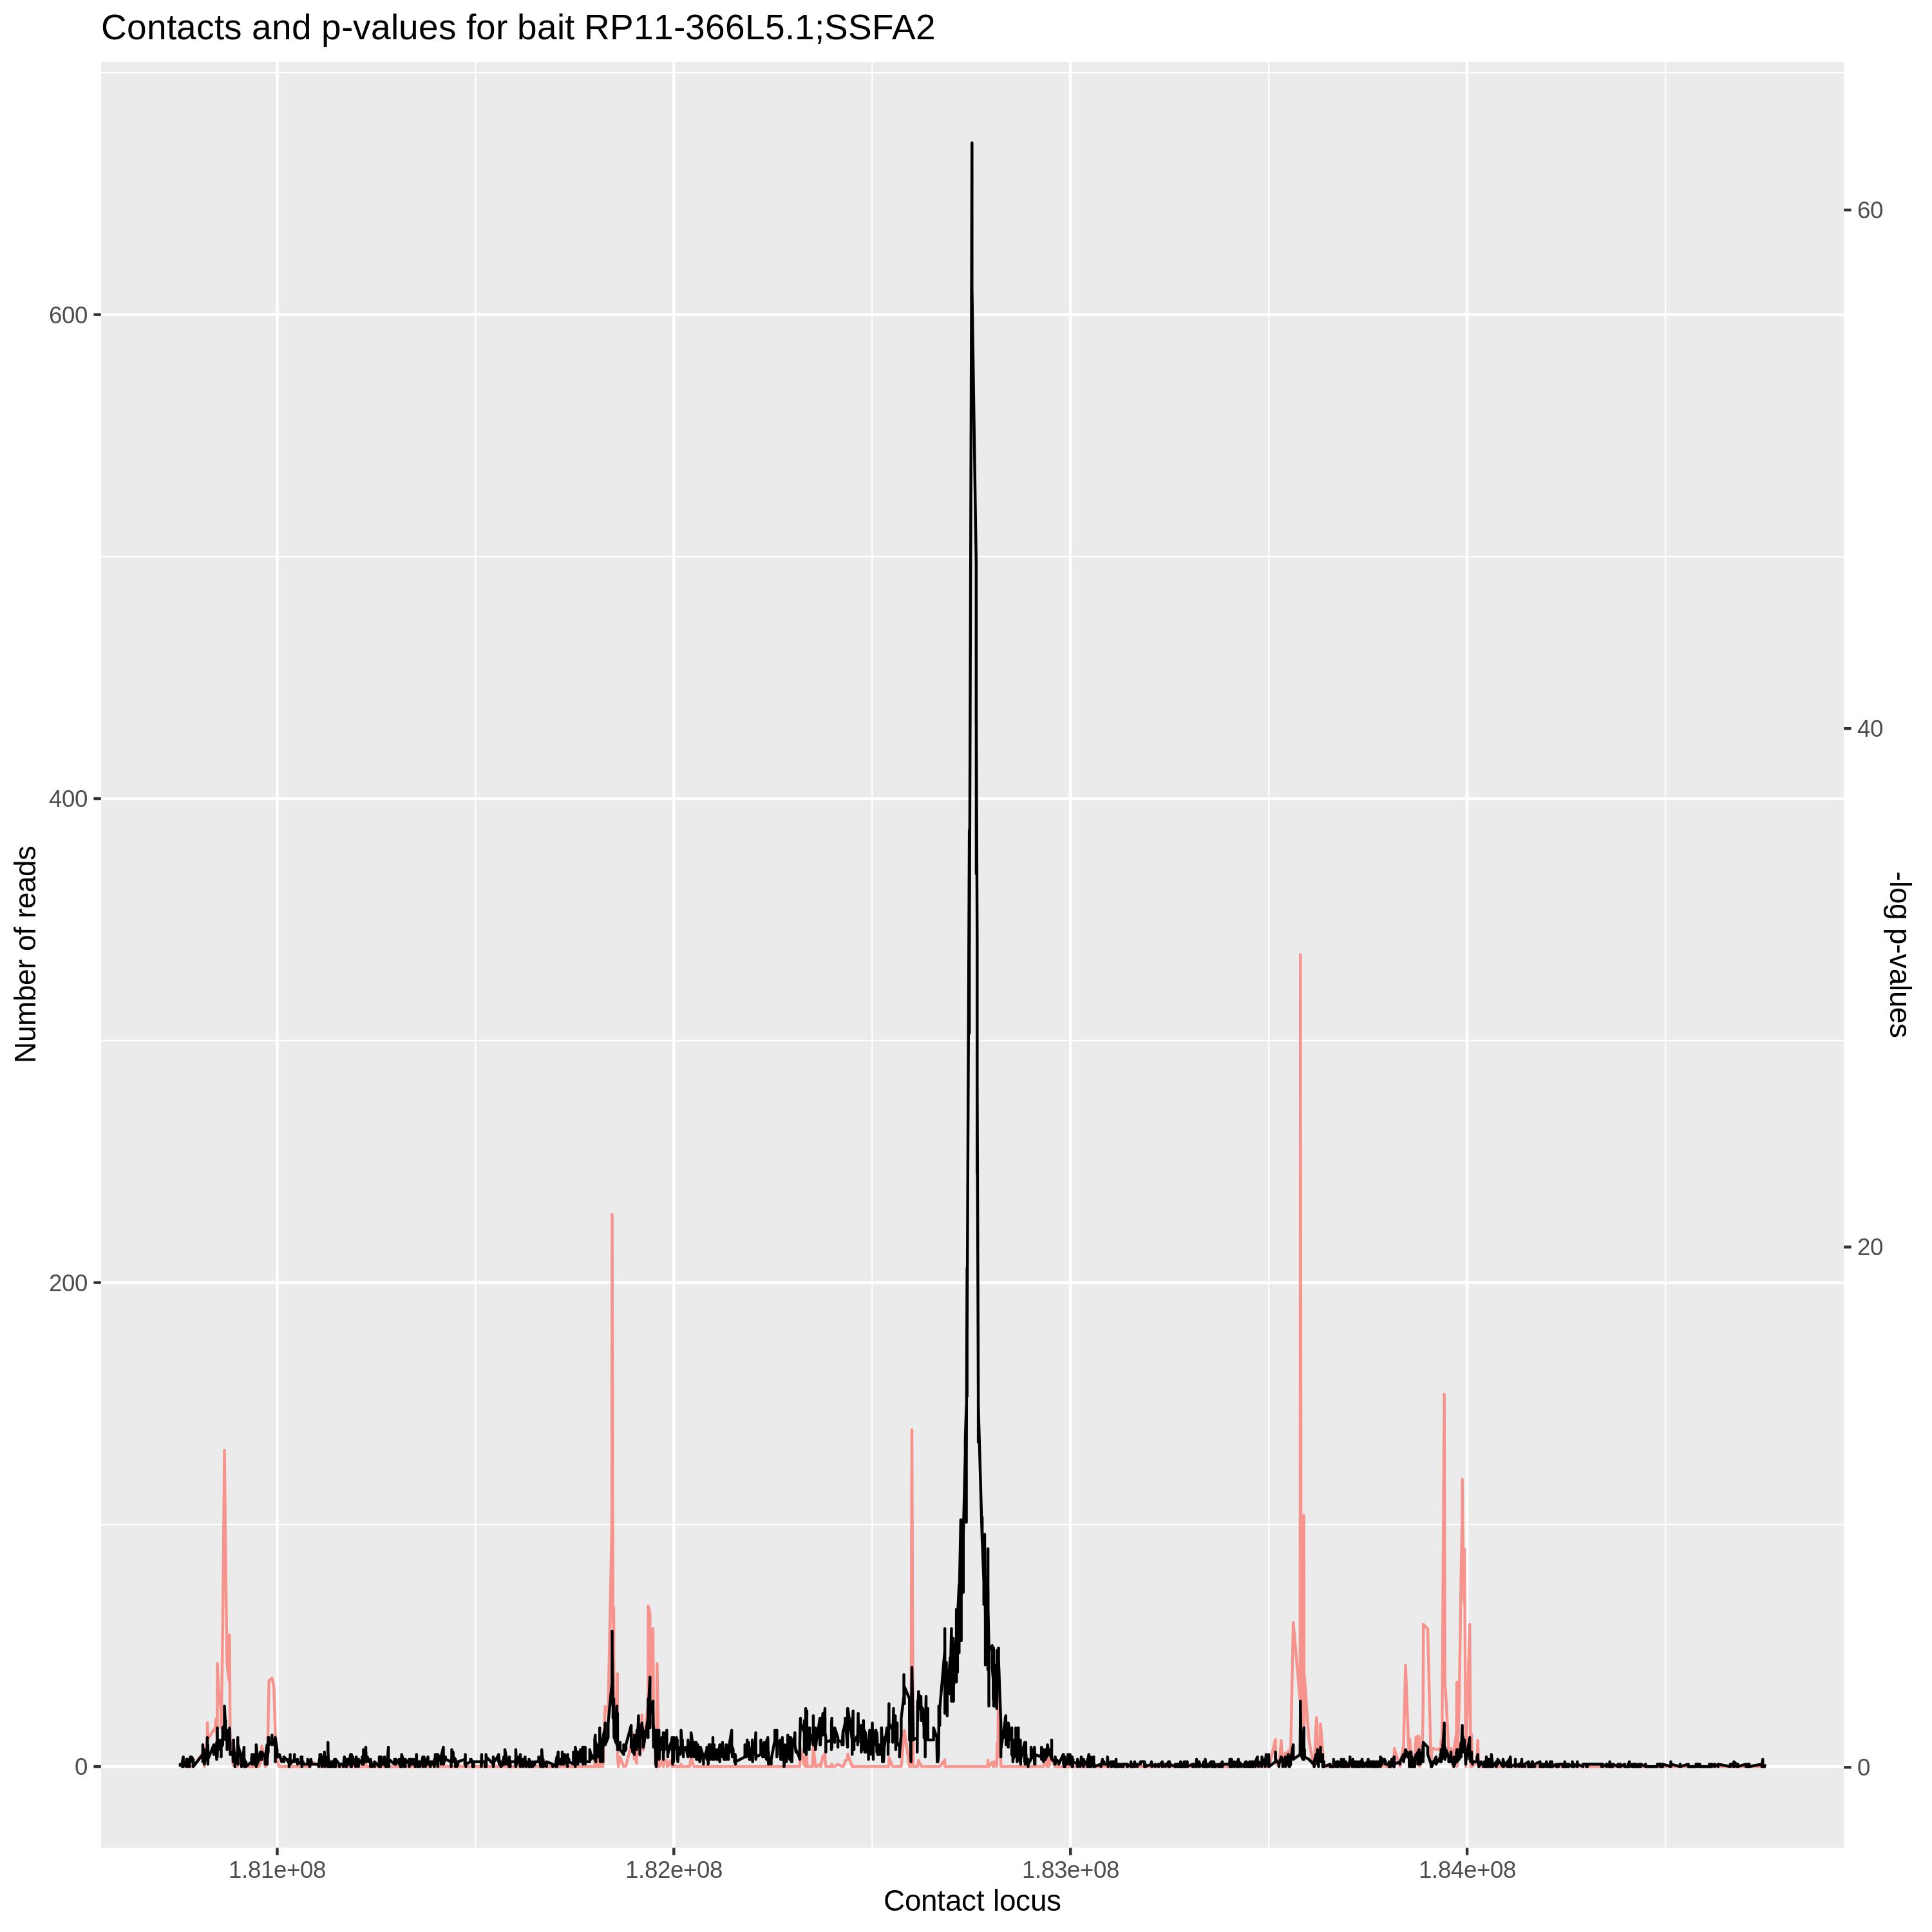 Contacts and p-values for bait RP11-366L5.1;SSFA2
Number of reads
600
400
200
0
60
40
20
0
-log p-values
1.81e+08
1.82e+08
1.83e+08
1.84e+08
Contact locus